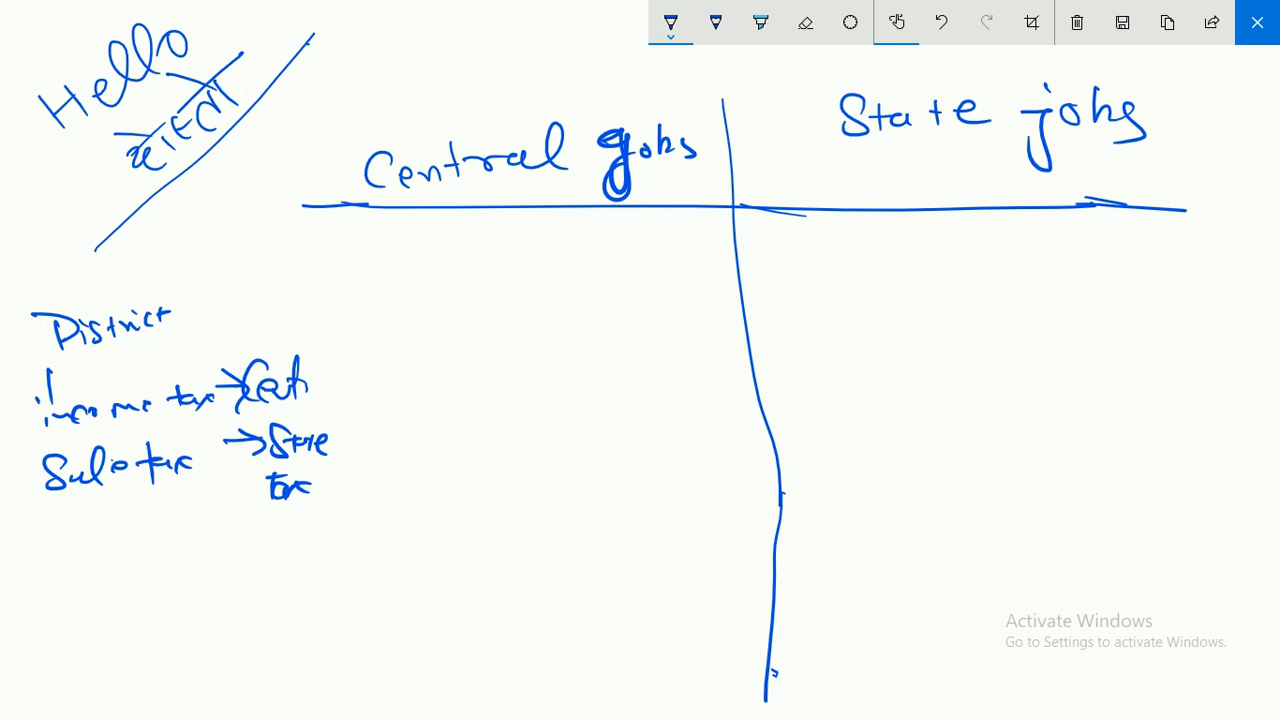 Hello
Central jobs
State jobs
District
income tax → Cent
Sale tax → State
tax
Activate Windows
Go to Settings to activate Windows.